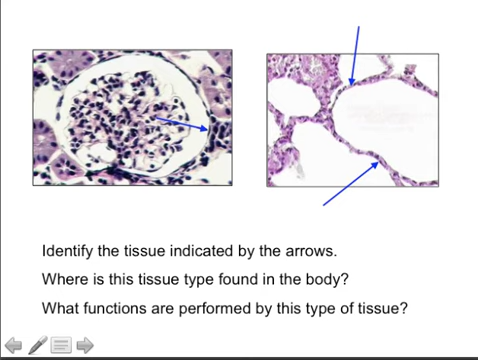 Identify the tissue indicated by the arrows.
Where is this tissue type found in the body?
What functions are performed by this type of tissue?